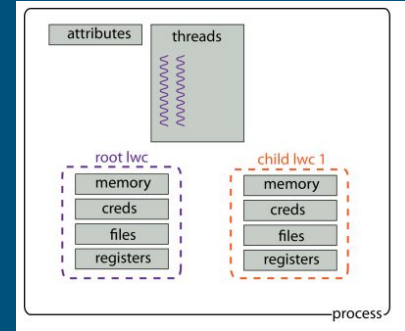 attributes
threads
root lwc
memory
creds
files
registers
child lwc 1
memory
creds
files
registers
process